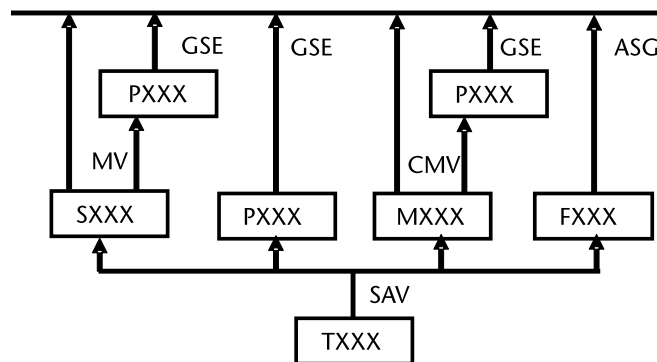 GSE GSE GSE ASG
PXXX PXXX
MV CMV
SXXX PXXX MXXX FXXX
SAV
TXXX